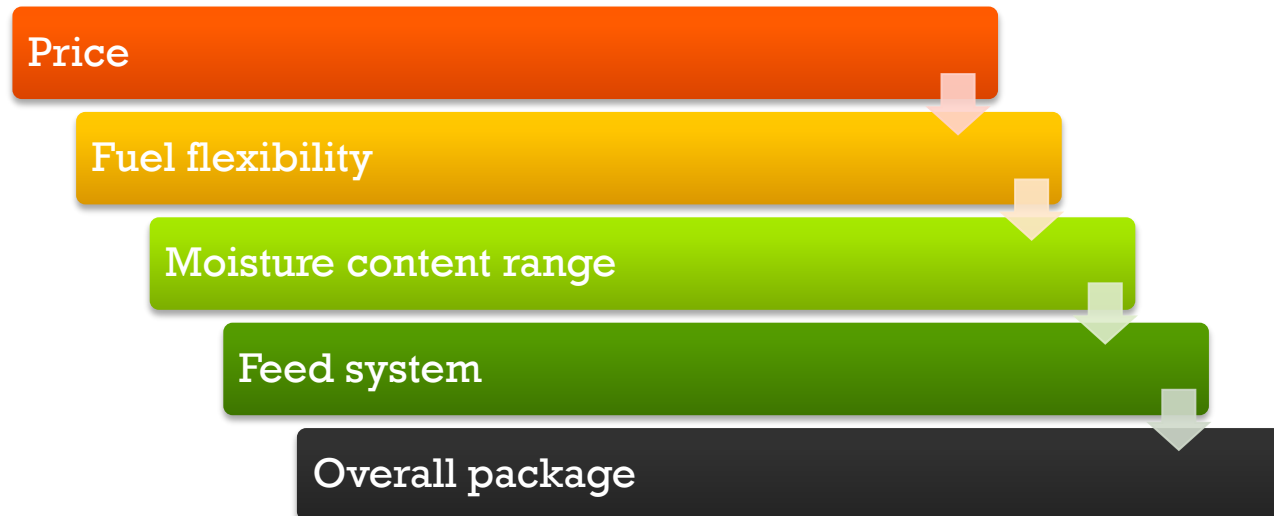 Price
Fuel flexibility
Moisture content range
Feed system
Overall package